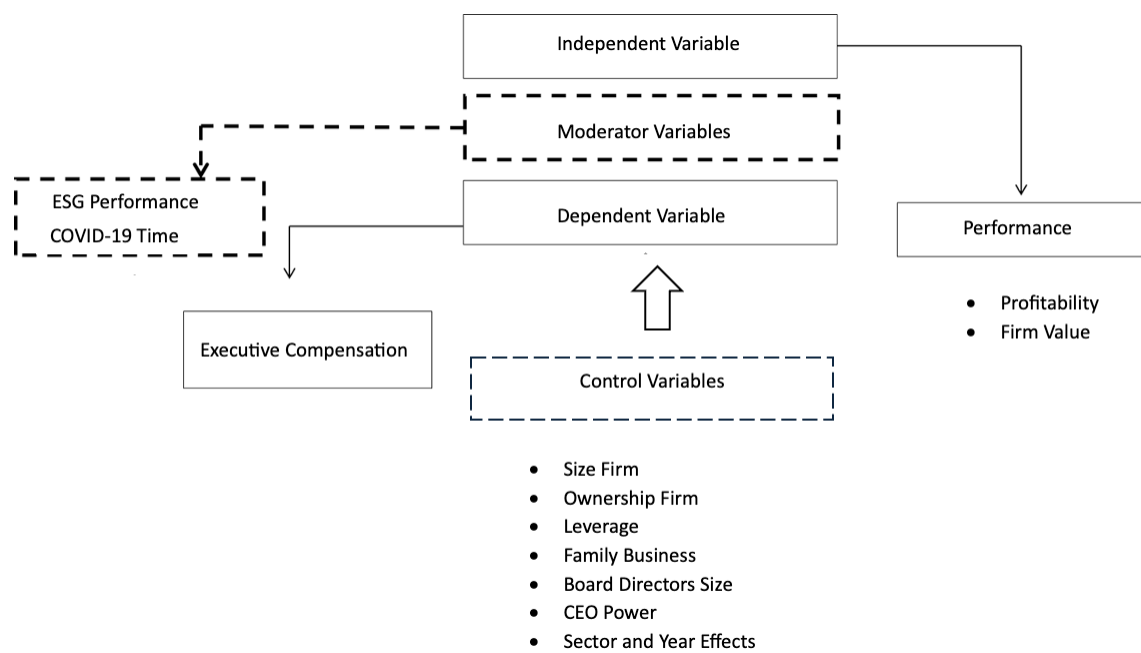 Independent Variable
Moderator Variables
ESG Performance
COVID-19 Time
Dependent Variable
Performance
• Profitability
• Firm Value
Executive Compensation
Control Variables
• Size Firm
• Ownership Firm
• Leverage
• Family Business
• Board Directors Size
• CEO Power
• Sector and Year Effects